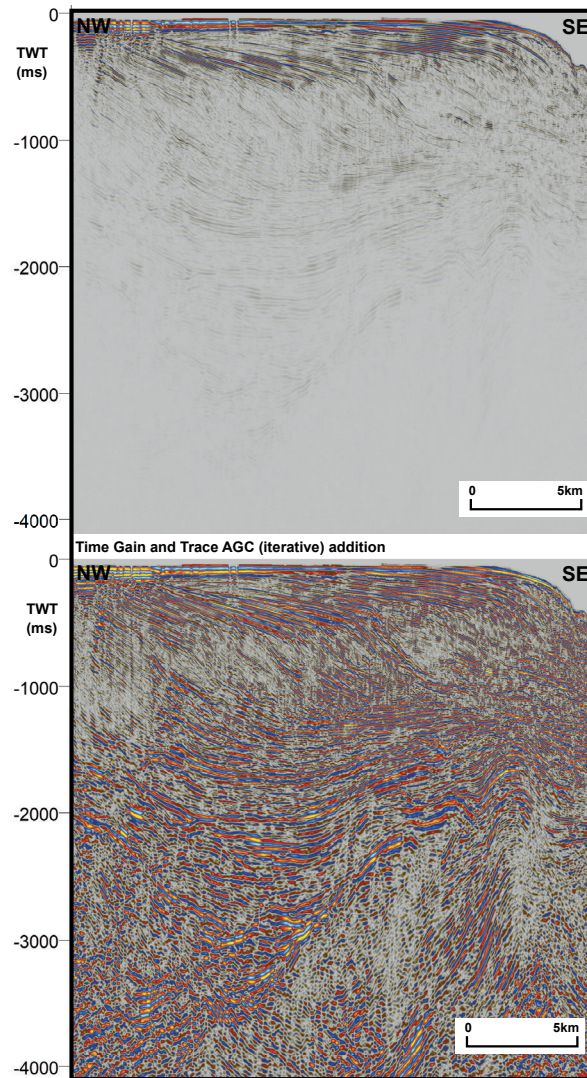 0
NW
SE
TWT
(ms)
-1000
-2000
-3000
0 5km
-4000
Time Gain and Trace AGC (iterative) addition
0
NW
SE
TWT
(ms)
-1000
-2000
-3000
0 5km
-4000